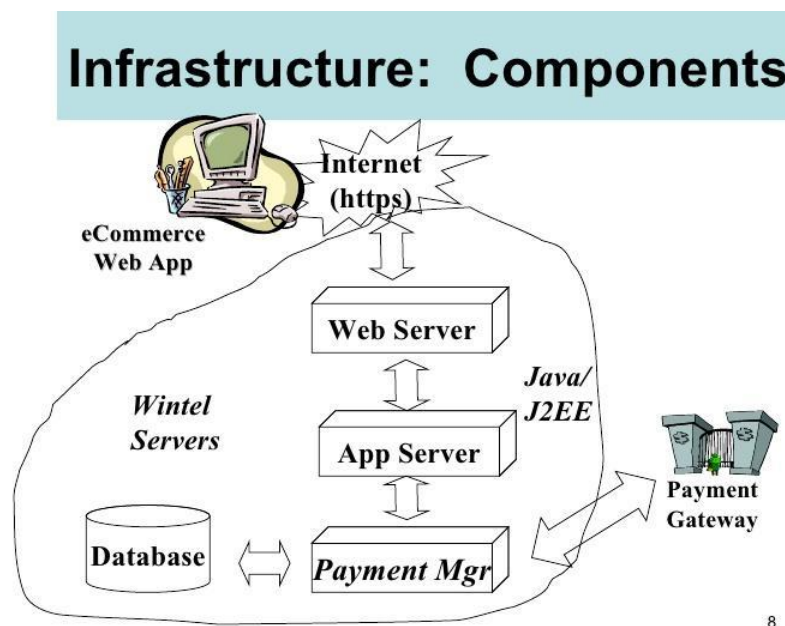 Infrastructure: Components
Internet
(https)
eCommerce
Web App
Web Server
Wintel
Servers
Java/
J2EE
App Server
Payment
Gateway
Database
Payment Mgr
8